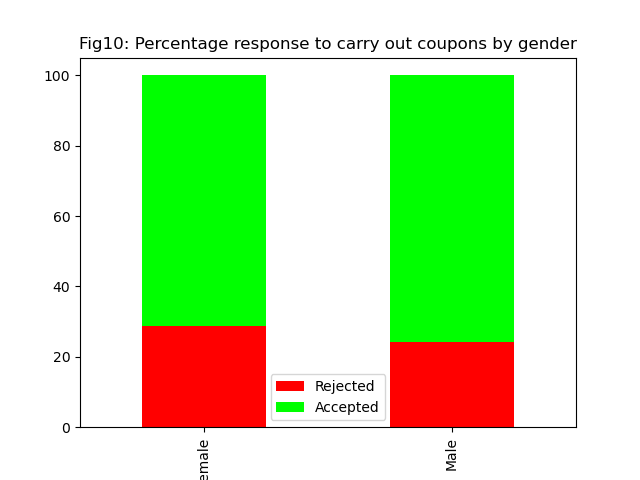 Fig10: Percentage response to carry out coupons by gender
100
80
60
40
20
0
Rejected
Accepted
emale
Male